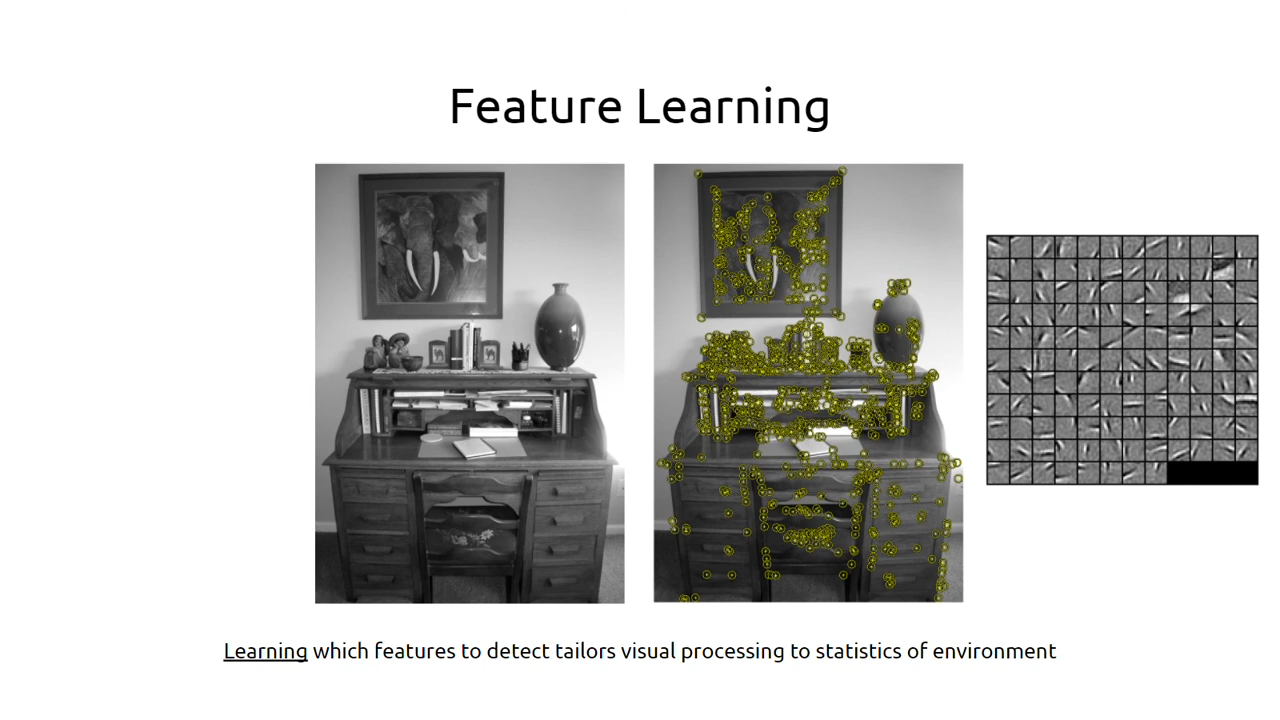 Feature Learning
Learning which features to detect tailors visual processing to statistics of environment